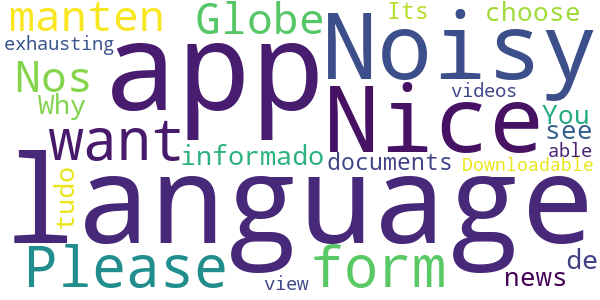 manten
Globe
Its
choose
exhausting
app
Noisy
Nos
Why
Nice
videos
You
want
see
informado
documents
able
Downloadable
tudo
language
Please
form
view
news
de